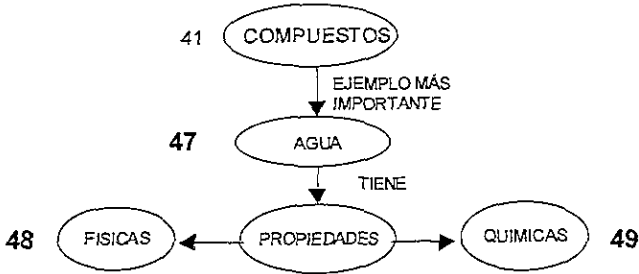 41 COMPUESTOS
EJEMPLO MÁS
IMPORTANTE
47 AGUA
TIENE
48 FISICAS PROPIEDADES QUIMICAS 49